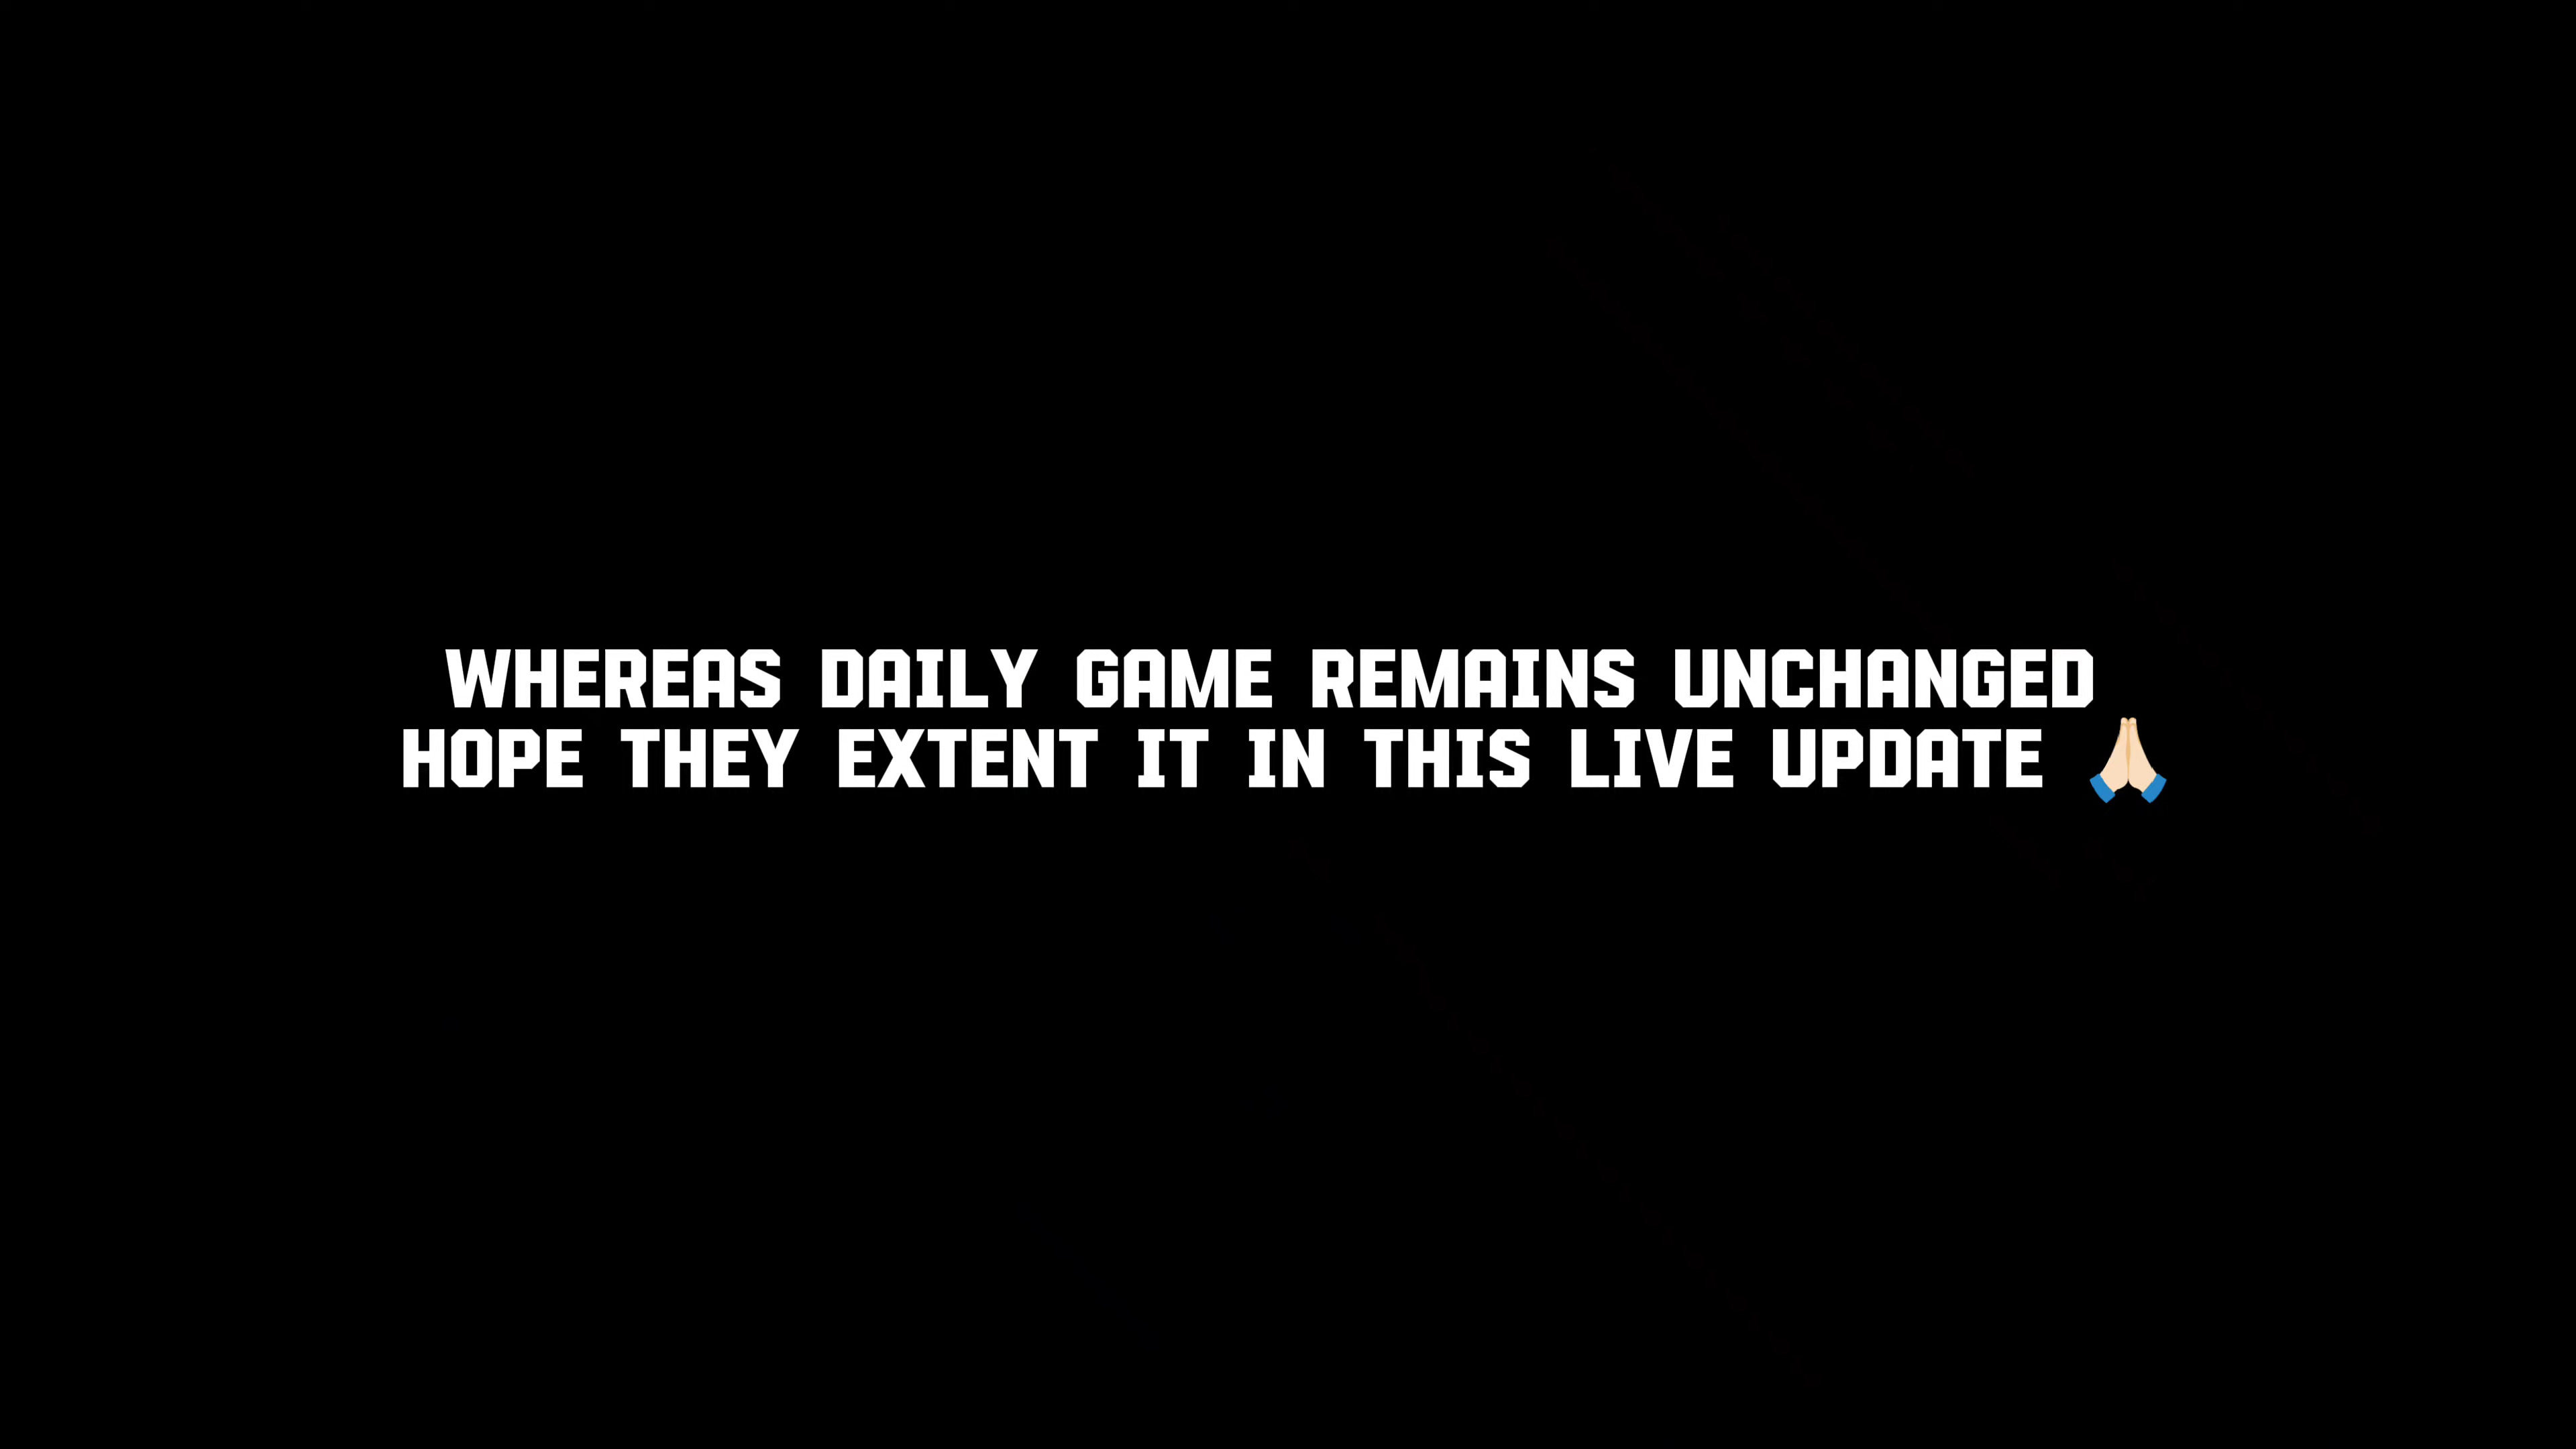 WHEREAS DAILY GAME REMAINS UNCHANGED
HOPE THEY EXTENT IT IN THIS LIVE UPDATE 🙏🏻